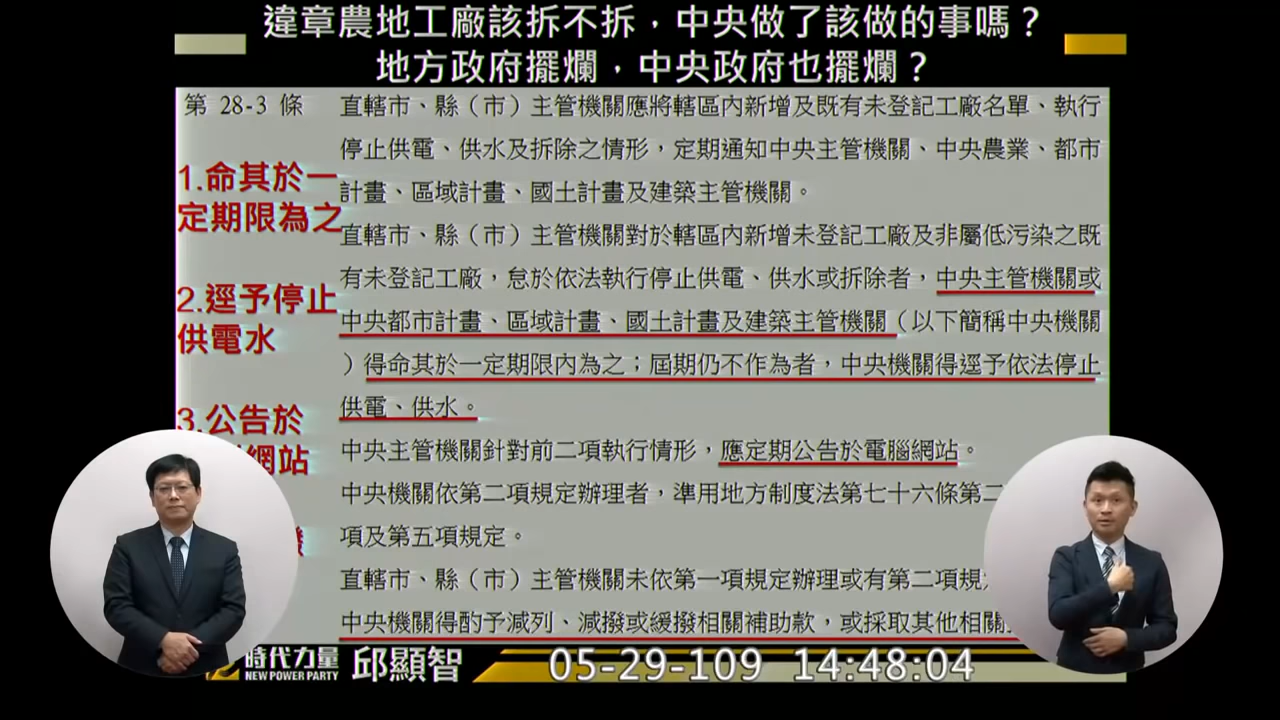 違章農地工廠該拆不拆，中央做了該做的事嗎？
地方政府擺爛，中央政府也擺爛？
第 28-3 條
直轄市、縣（市）主管機關應將轄區內新增及既有未登記工廠名單、執行
停止供電、供水及拆除之情形，定期通知中央主管機關、中央農業、都市
計畫、區域計畫、國土計畫及建築主管機關。
直轄市、縣（市）主管機關對於轄區內新增未登記工廠及非屬低污染之既
有未登記工廠，怠於依法執行停止供電、供水或拆除者，中央主管機關或
中央都市計畫、區域計畫、國土計畫及建築主管機關（以下簡稱中央機關
）得命其於一定期限內為之；屆期仍不作為者，中央機關得逕予依法停止
供電、供水。
中央主管機關針對前二項執行情形，應定期公告於電腦網站。
中央機關依第二項規定辦理者，準用地方制度法第七十六條第二
項及第五項規定。
直轄市、縣（市）主管機關未依第一項規定辦理或有第二項規
中央機關得酌予減列、減撥或緩撥相關補助款，或採取其他相關
1.命其於一
定期限為之
2.逕予停止
供電水
3.公告於
網站
撥
時代力量
NEW POWER PARTY
邱顯智
05-29-109 14:48:04